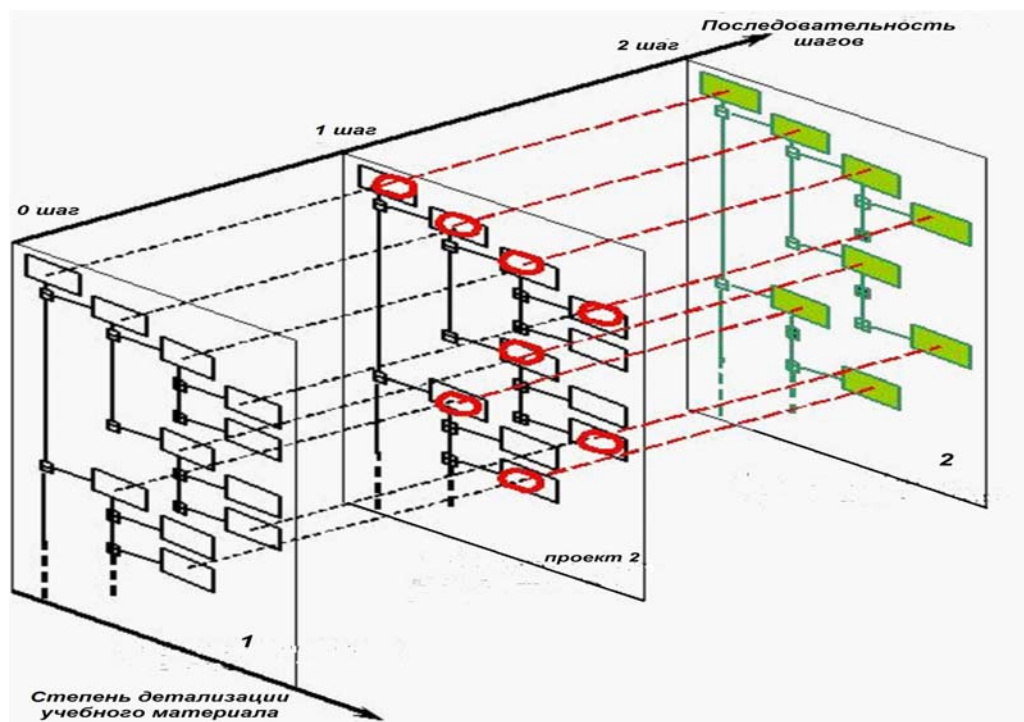 Последовательность
шагов
2 шаг
1 шаг
0 шаг
2
проект 2
1
Степень детализации
учебного материала